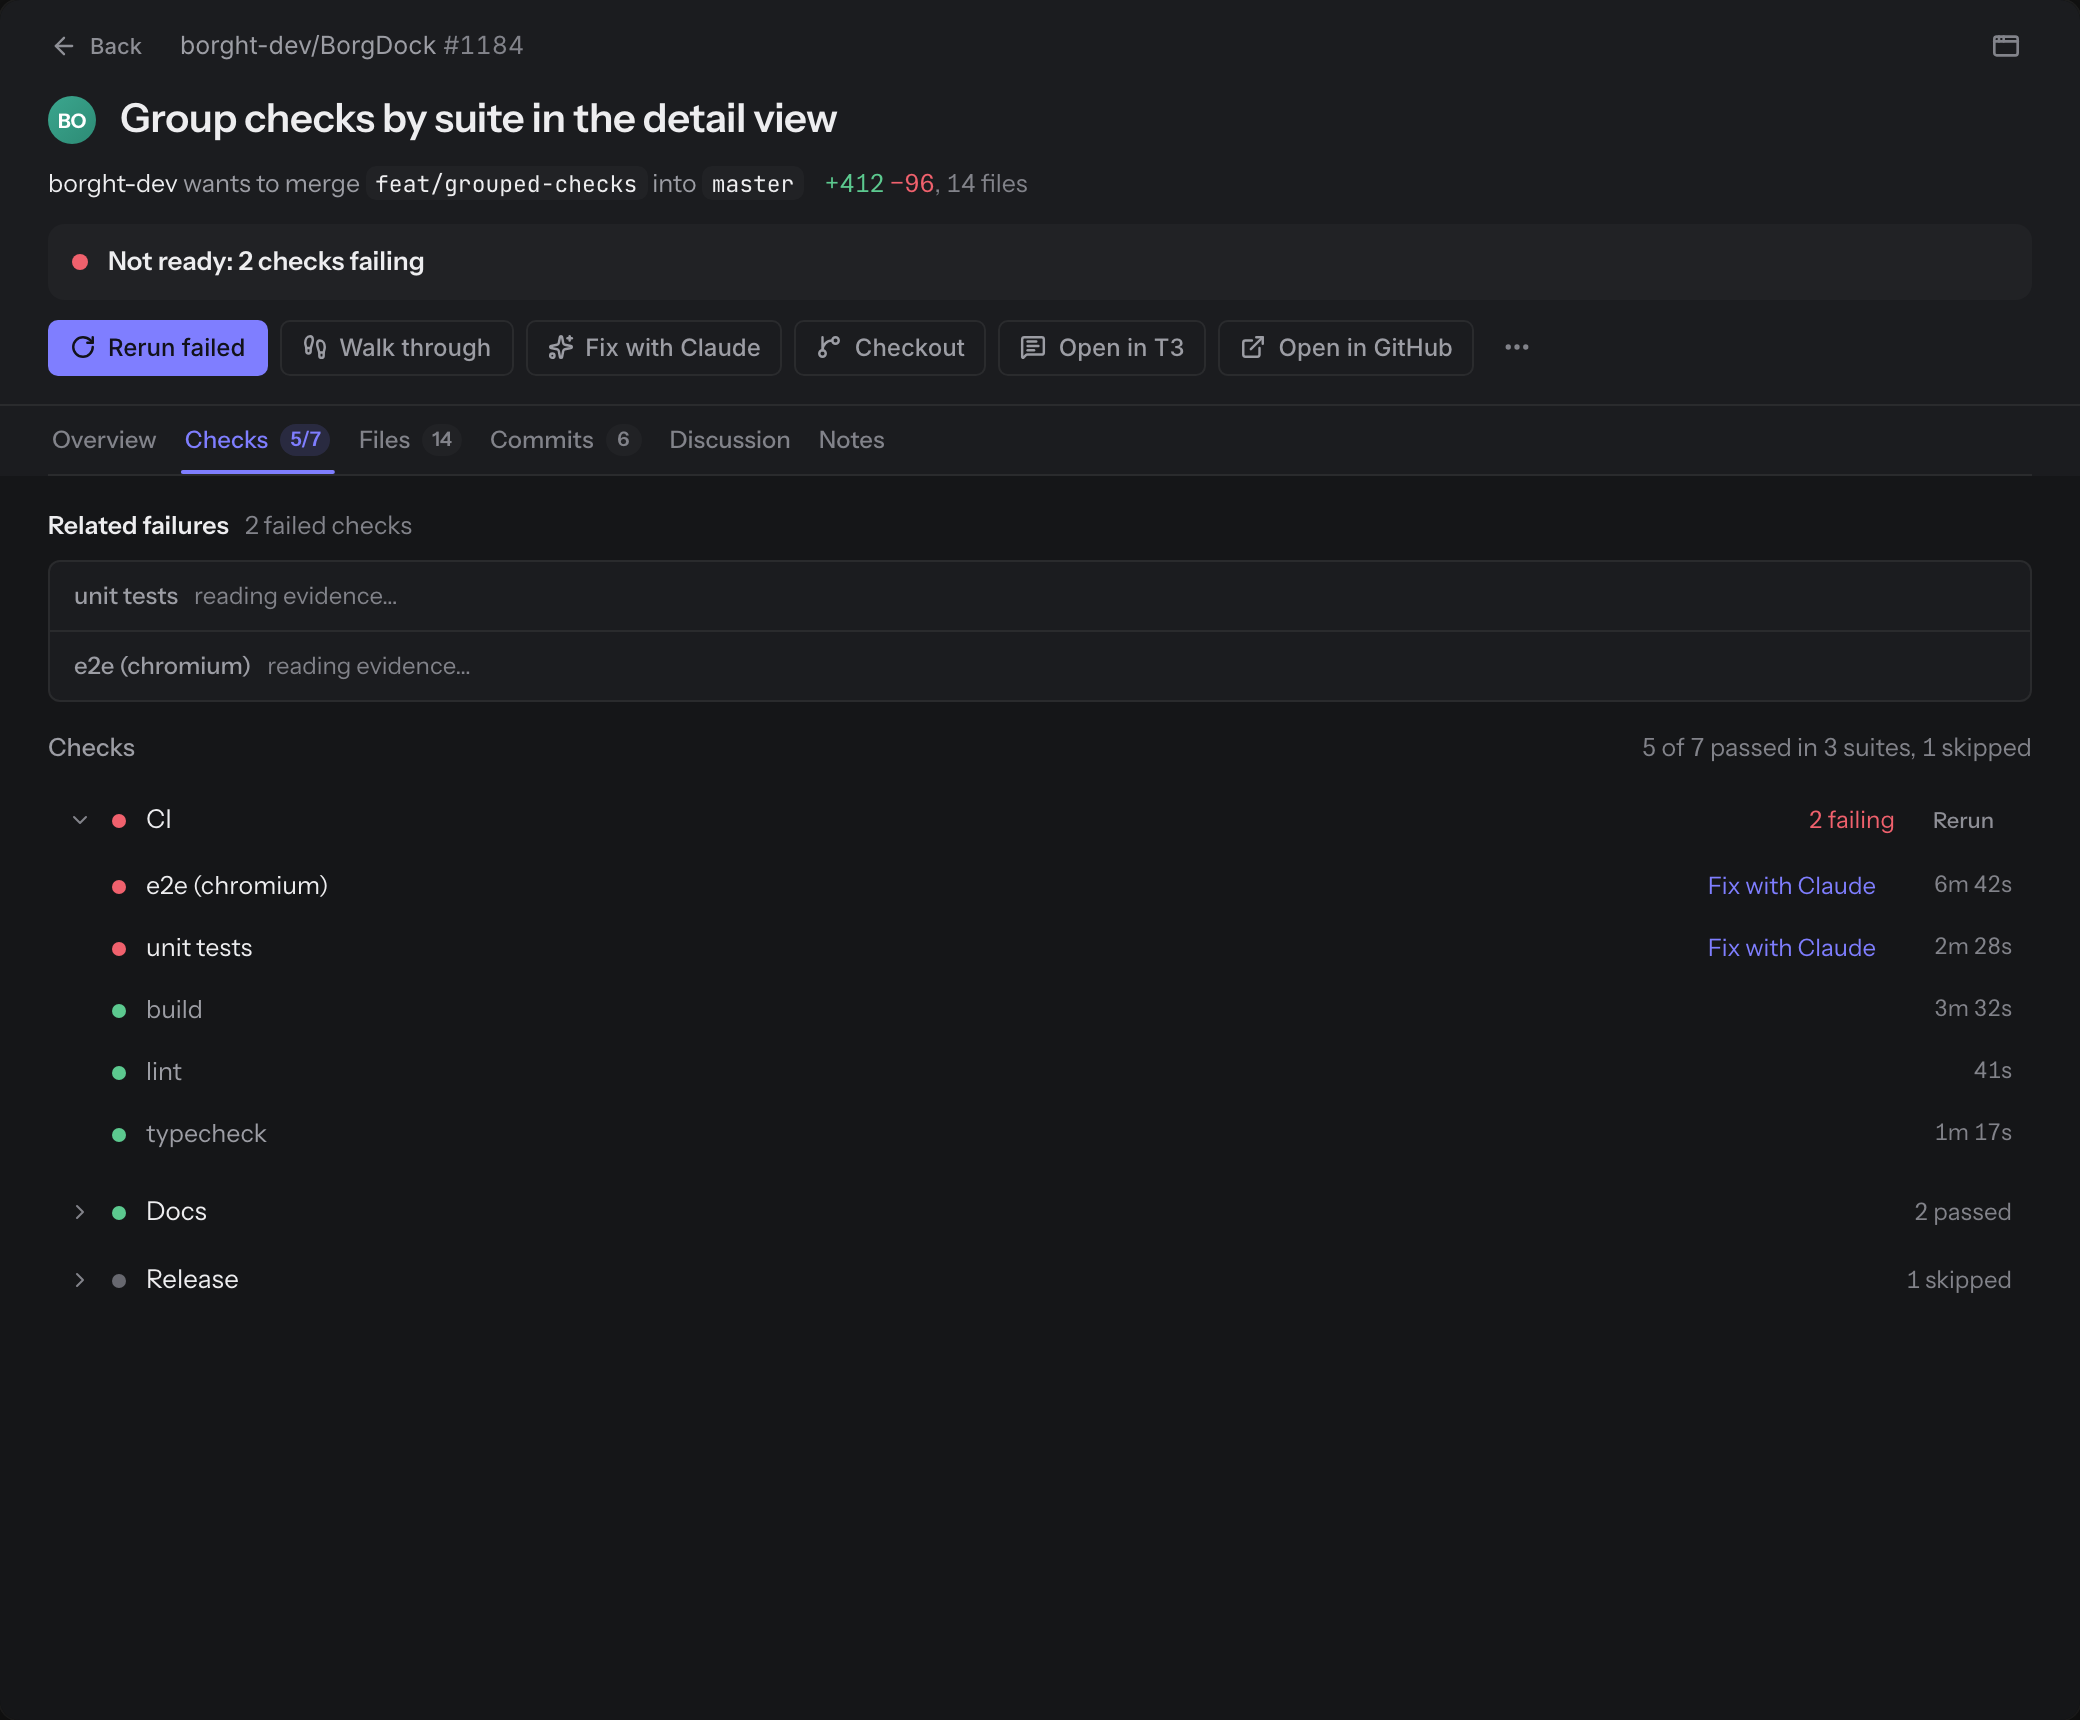 Back borght-dev/BorgDock #1184
BO Group checks by suite in the detail view
borght-dev wants to merge feat/grouped-checks into master +412 −96, 14 files
Not ready: 2 checks failing
Rerun failed Walk through Fix with Claude Checkout Open in T3 Open in GitHub
Overview Checks 5/7 Files 14 Commits 6 Discussion Notes
Related failures 2 failed checks
unit tests reading evidence...
e2e (chromium) reading evidence...
Checks 5 of 7 passed in 3 suites, 1 skipped
CI 2 failing Rerun
e2e (chromium) Fix with Claude 6m 42s
unit tests Fix with Claude 2m 28s
build 3m 32s
lint 41s
typecheck 1m 17s
Docs 2 passed
Release 1 skipped